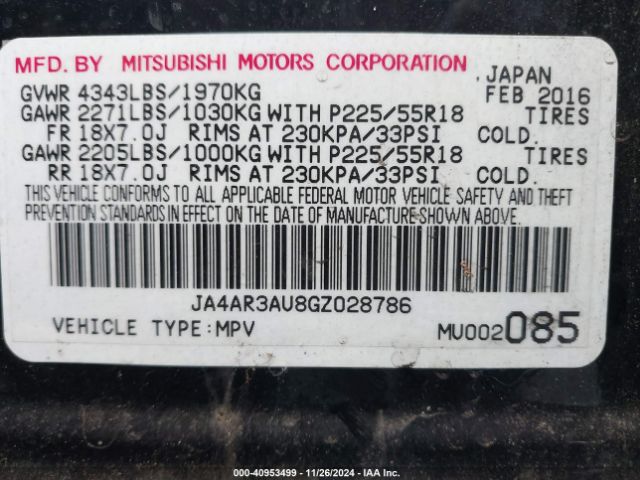 MFD. BY MITSUBISHI MOTORS CORPORATION , JAPAN
GVWR 4343LBS/1970KG FEB 2016
GAWR 2271LBS/1030KG WITH P225/55R18 TIRES
FR 18X7.0J RIMS AT 230KPA/33PSI COLD.
GAWR 2205LBS/1000KG WITH P225/55R18 TIRES
RR 18X7.0J RIMS AT 230KPA/33PSI COLD.
THIS VEHICLE CONFORMS TO ALL APPLICABLE FEDERAL MOTOR VEHICLE SAFETY AND THEFT
PREVENTION STANDARDS IN EFFECT ON THE DATE OF MANUFACTURE SHOWN ABOVE.
JA4AR3AU8GZ028786
VEHICLE TYPE:MPV MU002085
000-40953499 - 11/26/2024 - IAA Inc.